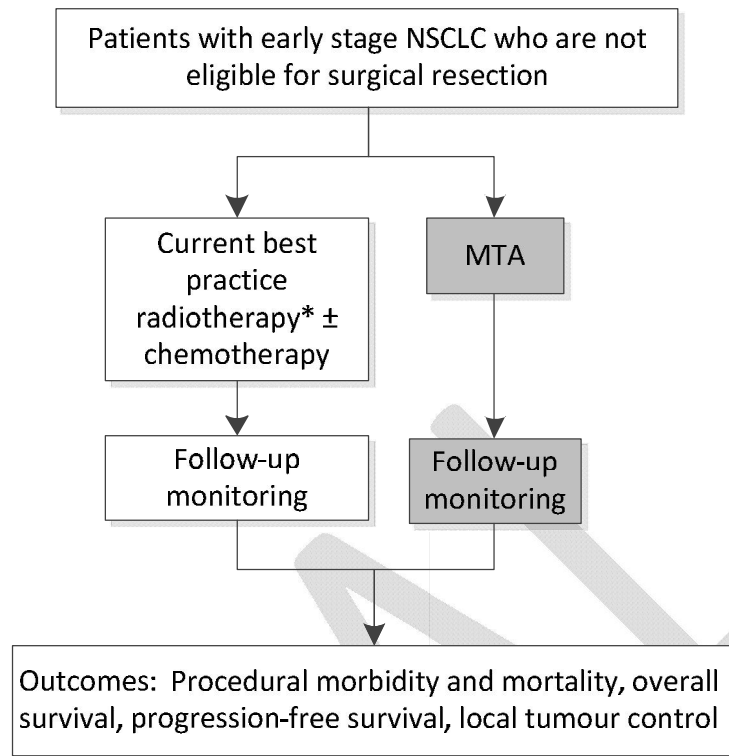 Patients with early stage NSCLC who are not
eligible for surgical resection
Current best
practice
radiotherapy* ±
chemotherapy
MTA
Follow-up
monitoring
Follow-up
monitoring
Outcomes: Procedural morbidity and mortality, overall
survival, progression-free survival, local tumour control